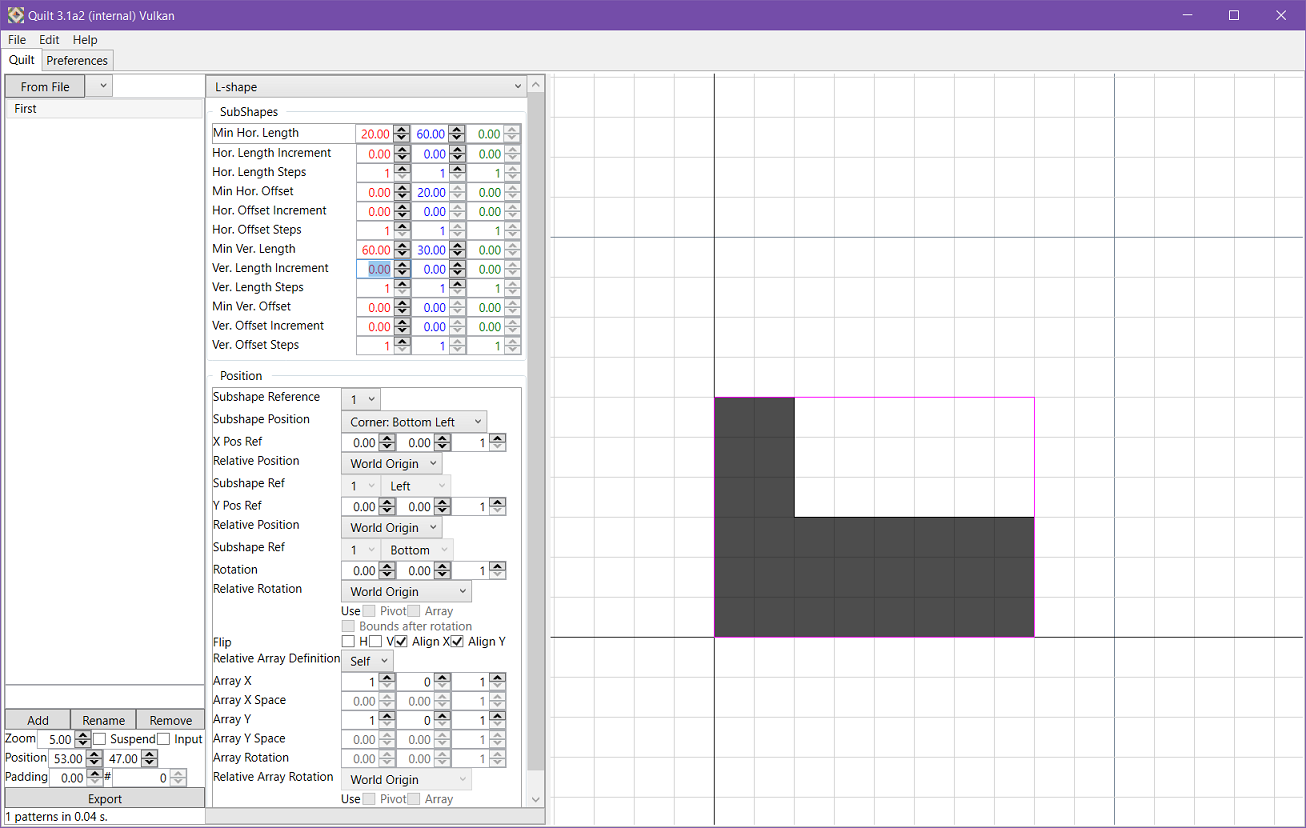 Quilt 3.1a2 (internal) Vulkan
File Edit Help
Quilt Preferences
From File
First
L-shape
SubShapes
Min Hor. Length 20.00 60.00 0.00
Hor. Length Increment 0.00 0.00 0.00
Hor. Length Steps 1 1 1
Min Hor. Offset 0.00 20.00 0.00
Hor. Offset Increment 0.00 0.00 0.00
Hor. Offset Steps 1 1 1
Min Ver. Length 60.00 30.00 0.00
Ver. Length Increment 0.00 0.00 0.00
Ver. Length Steps 1 1 1
Min Ver. Offset 0.00 0.00 0.00
Ver. Offset Increment 0.00 0.00 0.00
Ver. Offset Steps 1 1 1
Position
Subshape Reference 1
Subshape Position Corner: Bottom Left
X Pos Ref 0.00 0.00 1
Relative Position World Origin
Subshape Ref 1 Left
Y Pos Ref 0.00 0.00 1
Relative Position World Origin
Subshape Ref 1 Bottom
Rotation 0.00 0.00 1
Relative Rotation World Origin
Use Pivot Array
Bounds after rotation
Flip H V Align X Align Y
Relative Array Definition Self
Array X 1 0 1
Array X Space 0.00 0.00 1
Array Y 1 0 1
Array Y Space 0.00 0.00 1
Array Rotation 0.00 0.00 1
Relative Array Rotation World Origin
Use Pivot Array
Add Rename Remove
Zoom 5.00 Suspend Input
Position 53.00 47.00
Padding 0.00 # 0
Export
1 patterns in 0.04 s.